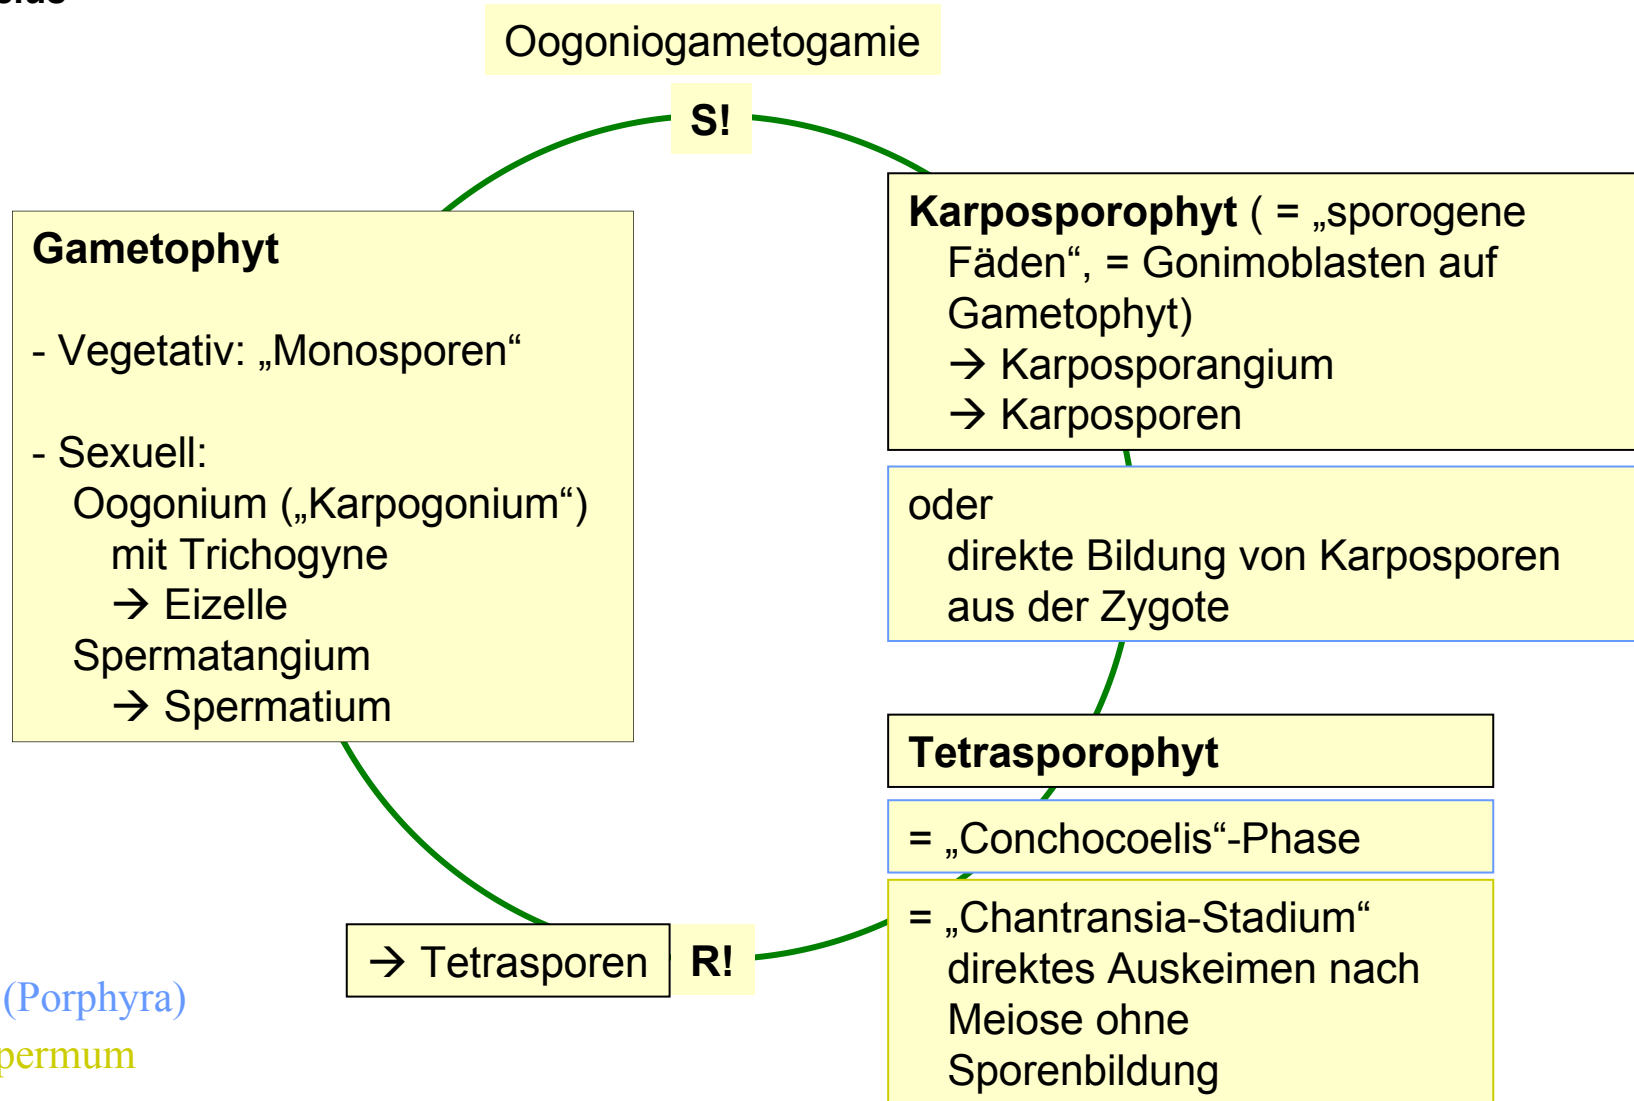 Oogoniogametogamie
S!
Gametophyt
- Vegetativ: „Monosporen“
- Sexuell:
Oogonium („Karpogonium“)
mit Trichogyne
→ Eizelle
Spermatangium
→ Spermatium
Karposporophyt ( = „sporogene
Fäden“, = Gonimoblasten auf
Gametophyt)
→ Karposporangium
→ Karposporen
oder
direkte Bildung von Karposporen
aus der Zygote
Tetrasporophyt
= „Conchocoelis“-Phase
= „Chantransia-Stadium“
direktes Auskeimen nach
Meiose ohne
Sporenbildung
→ Tetrasporen
R!
(Porphyra)
permum